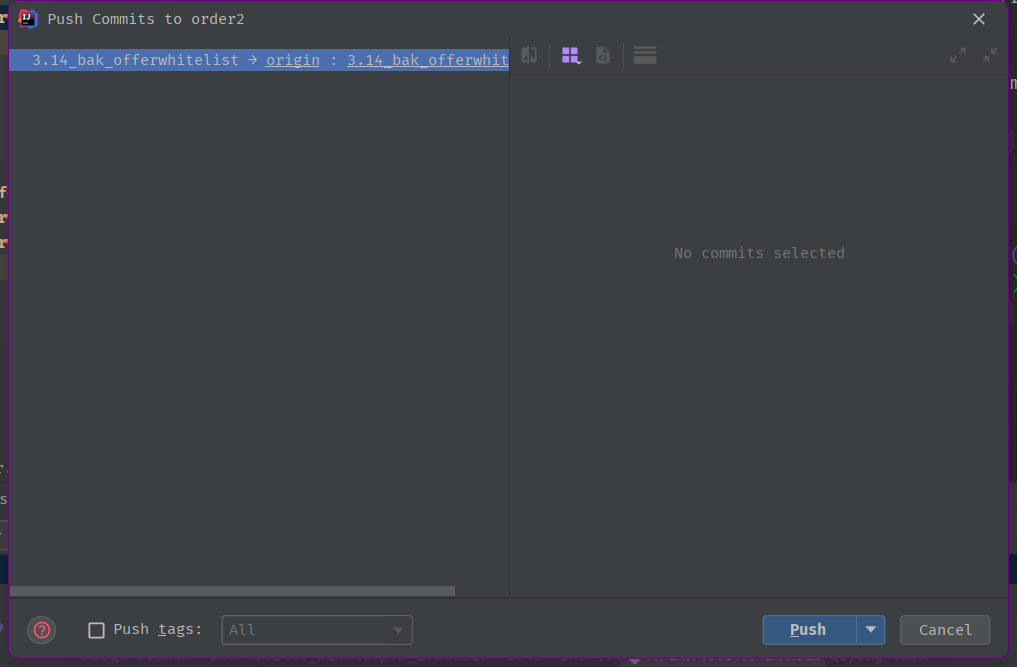 Push Commits to order2
3.14_bak_offerwhitelist → origin : 3.14_bak_offerwhit
No commits selected
Push tags:
All
Push
Cancel